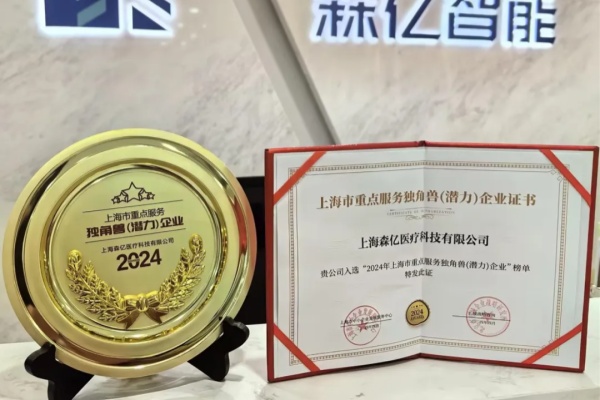 森亿智能
上海市重点服务
独角兽(潜力)企业
上海森亿医疗科技有限公司
2024
上海市重点服务独角兽(潜力)企业证书
上海森亿医疗科技有限公司
贵公司入选“2024年上海市重点服务独角兽(潜力)企业”榜单
特发此证
2024